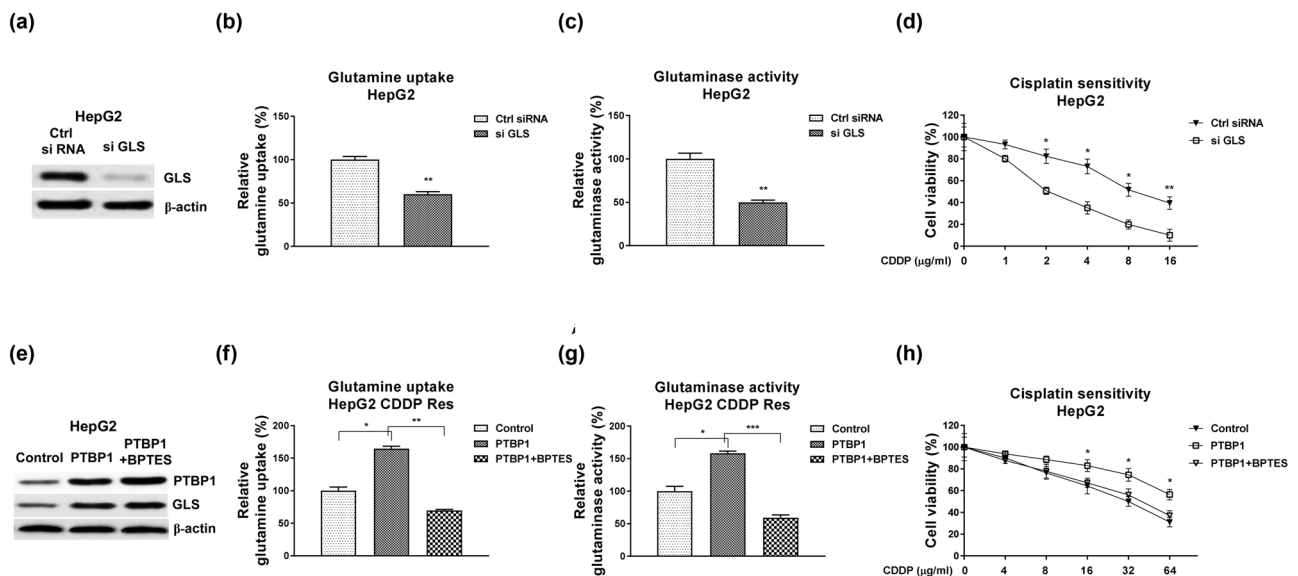 (a)
HepG2
Ctrl
si RNA
si GLS
GLS
β-actin
(b)
Glutamine uptake
HepG2
Relative
glutamine uptake (%)
150
100
50
0
**
Ctrl siRNA
si GLS
(c)
Glutaminase activity
HepG2
Relative
glutaminase activity (%)
150
100
50
0
**
Ctrl siRNA
si GLS
(d)
Cisplatin sensitivity
HepG2
Cell viability (%)
120
100
80
60
40
20
0
* * * **
Ctrl siRNA
si GLS
CDDP (μg/ml)
0 1 2 4 8 16
(e)
HepG2
Control
PTBP1
PTBP1
+BPTES
PTBP1
GLS
β-actin
(f)
Glutamine uptake
HepG2 CDDP Res
Relative
glutamine uptake (%)
200
150
100
50
0
* **
Control
PTBP1
PTBP1+BPTES
(g)
Glutaminase activity
HepG2 CDDP Res
Relative
glutaminase activity (%)
200
150
100
50
0
* ***
Control
PTBP1
PTBP1+BPTES
(h)
Cisplatin sensitivity
HepG2
Cell viability (%)
120
100
80
60
40
20
0
* * *
Control
PTBP1
PTBP1+BPTES
CDDP (μg/ml)
0 4 8 16 32 64